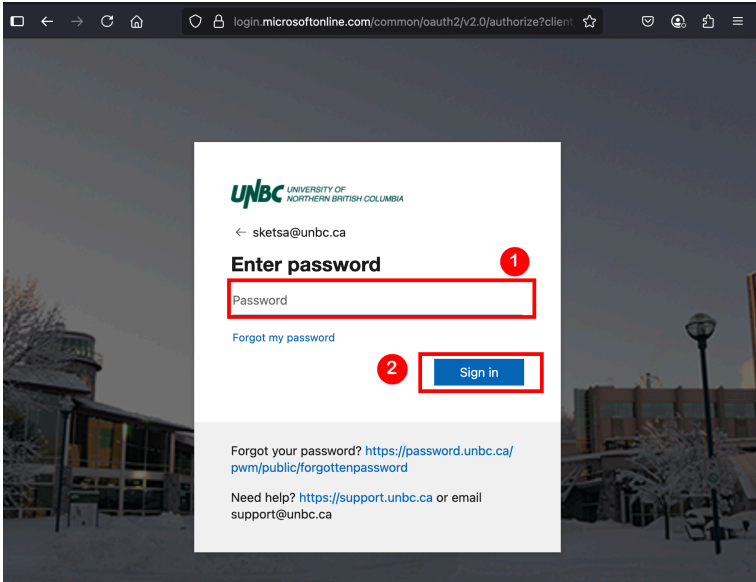 login.microsoftonline.com/common/oauth2/v2.0/authorize?client
UNBC UNIVERSITY OF
NORTHERN BRITISH COLUMBIA
← sketsa@unbc.ca
Enter password
1
Password
Forgot my password
2
Sign in
Forgot your password? https://password.unbc.ca/
pwm/public/forgottenpassword
Need help? https://support.unbc.ca or email
support@unbc.ca